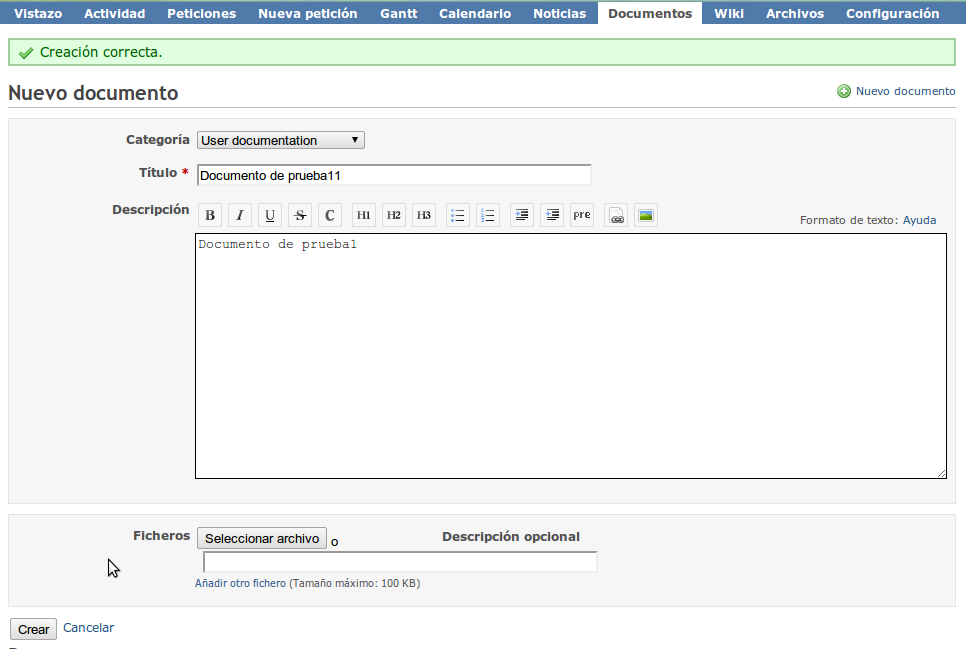 Vistazo Actividad Peticiones Nueva petición Gantt Calendario Noticias Documentos Wiki Archivos Configuración
Creación correcta.
Nuevo documento
Nuevo documento
Categoría User documentation
Título * Documento de prueba11
Descripción B I U S C H1 H2 H3 pre
Formato de texto: Ayuda
Documento de prueba1
Ficheros Seleccionar archivo o Descripción opcional
Añadir otro fichero (Tamaño máximo: 100 KB)
Crear Cancelar